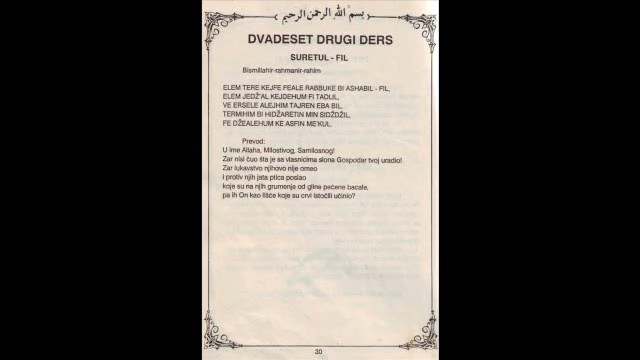 بسم الله الرحمن الرحيم
DVADESET DRUGI DERS
SURETUL - FIL
Bismillahir-rahmanir-rahim
ELEM TERE KEJFE FEALE RABBUKE BI ASHABIL - FIL,
ELEM JEDŽ'AL KEJDEHUM FI TADLIL,
VE ERSELE ALEJHIM TAJREN EBA BIL,
TERMIHIM BI HIDŽARETIN MIN SIDŽDŽIL,
FE DŽEALEHUM KE ASFIN ME'KUL.
Prevod:
U ime Allaha, Milostivog, Samilosnog!
Zar nisi čuo šta je sa vlasnicima slona Gospodar tvoj uradio!
Zar lukavstvo njihovo nije omeo
i protiv njih jata ptica poslao
koje su na njih grumenje od gline pečene bacale,
pa ih On kao lišće koje su crvi istočili učinio?
30